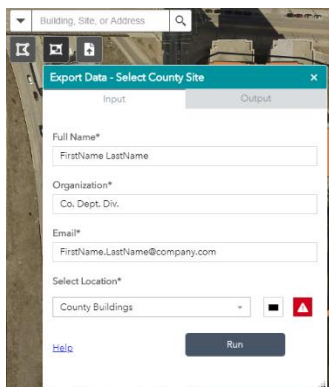 Building, Site, or Address
Export Data - Select County Site
Input Output
Full Name*
FirstName LastName
Organization*
Co. Dept. Div.
Email*
FirstName.LastName@company.com
Select Location*
County Buildings
Help Run